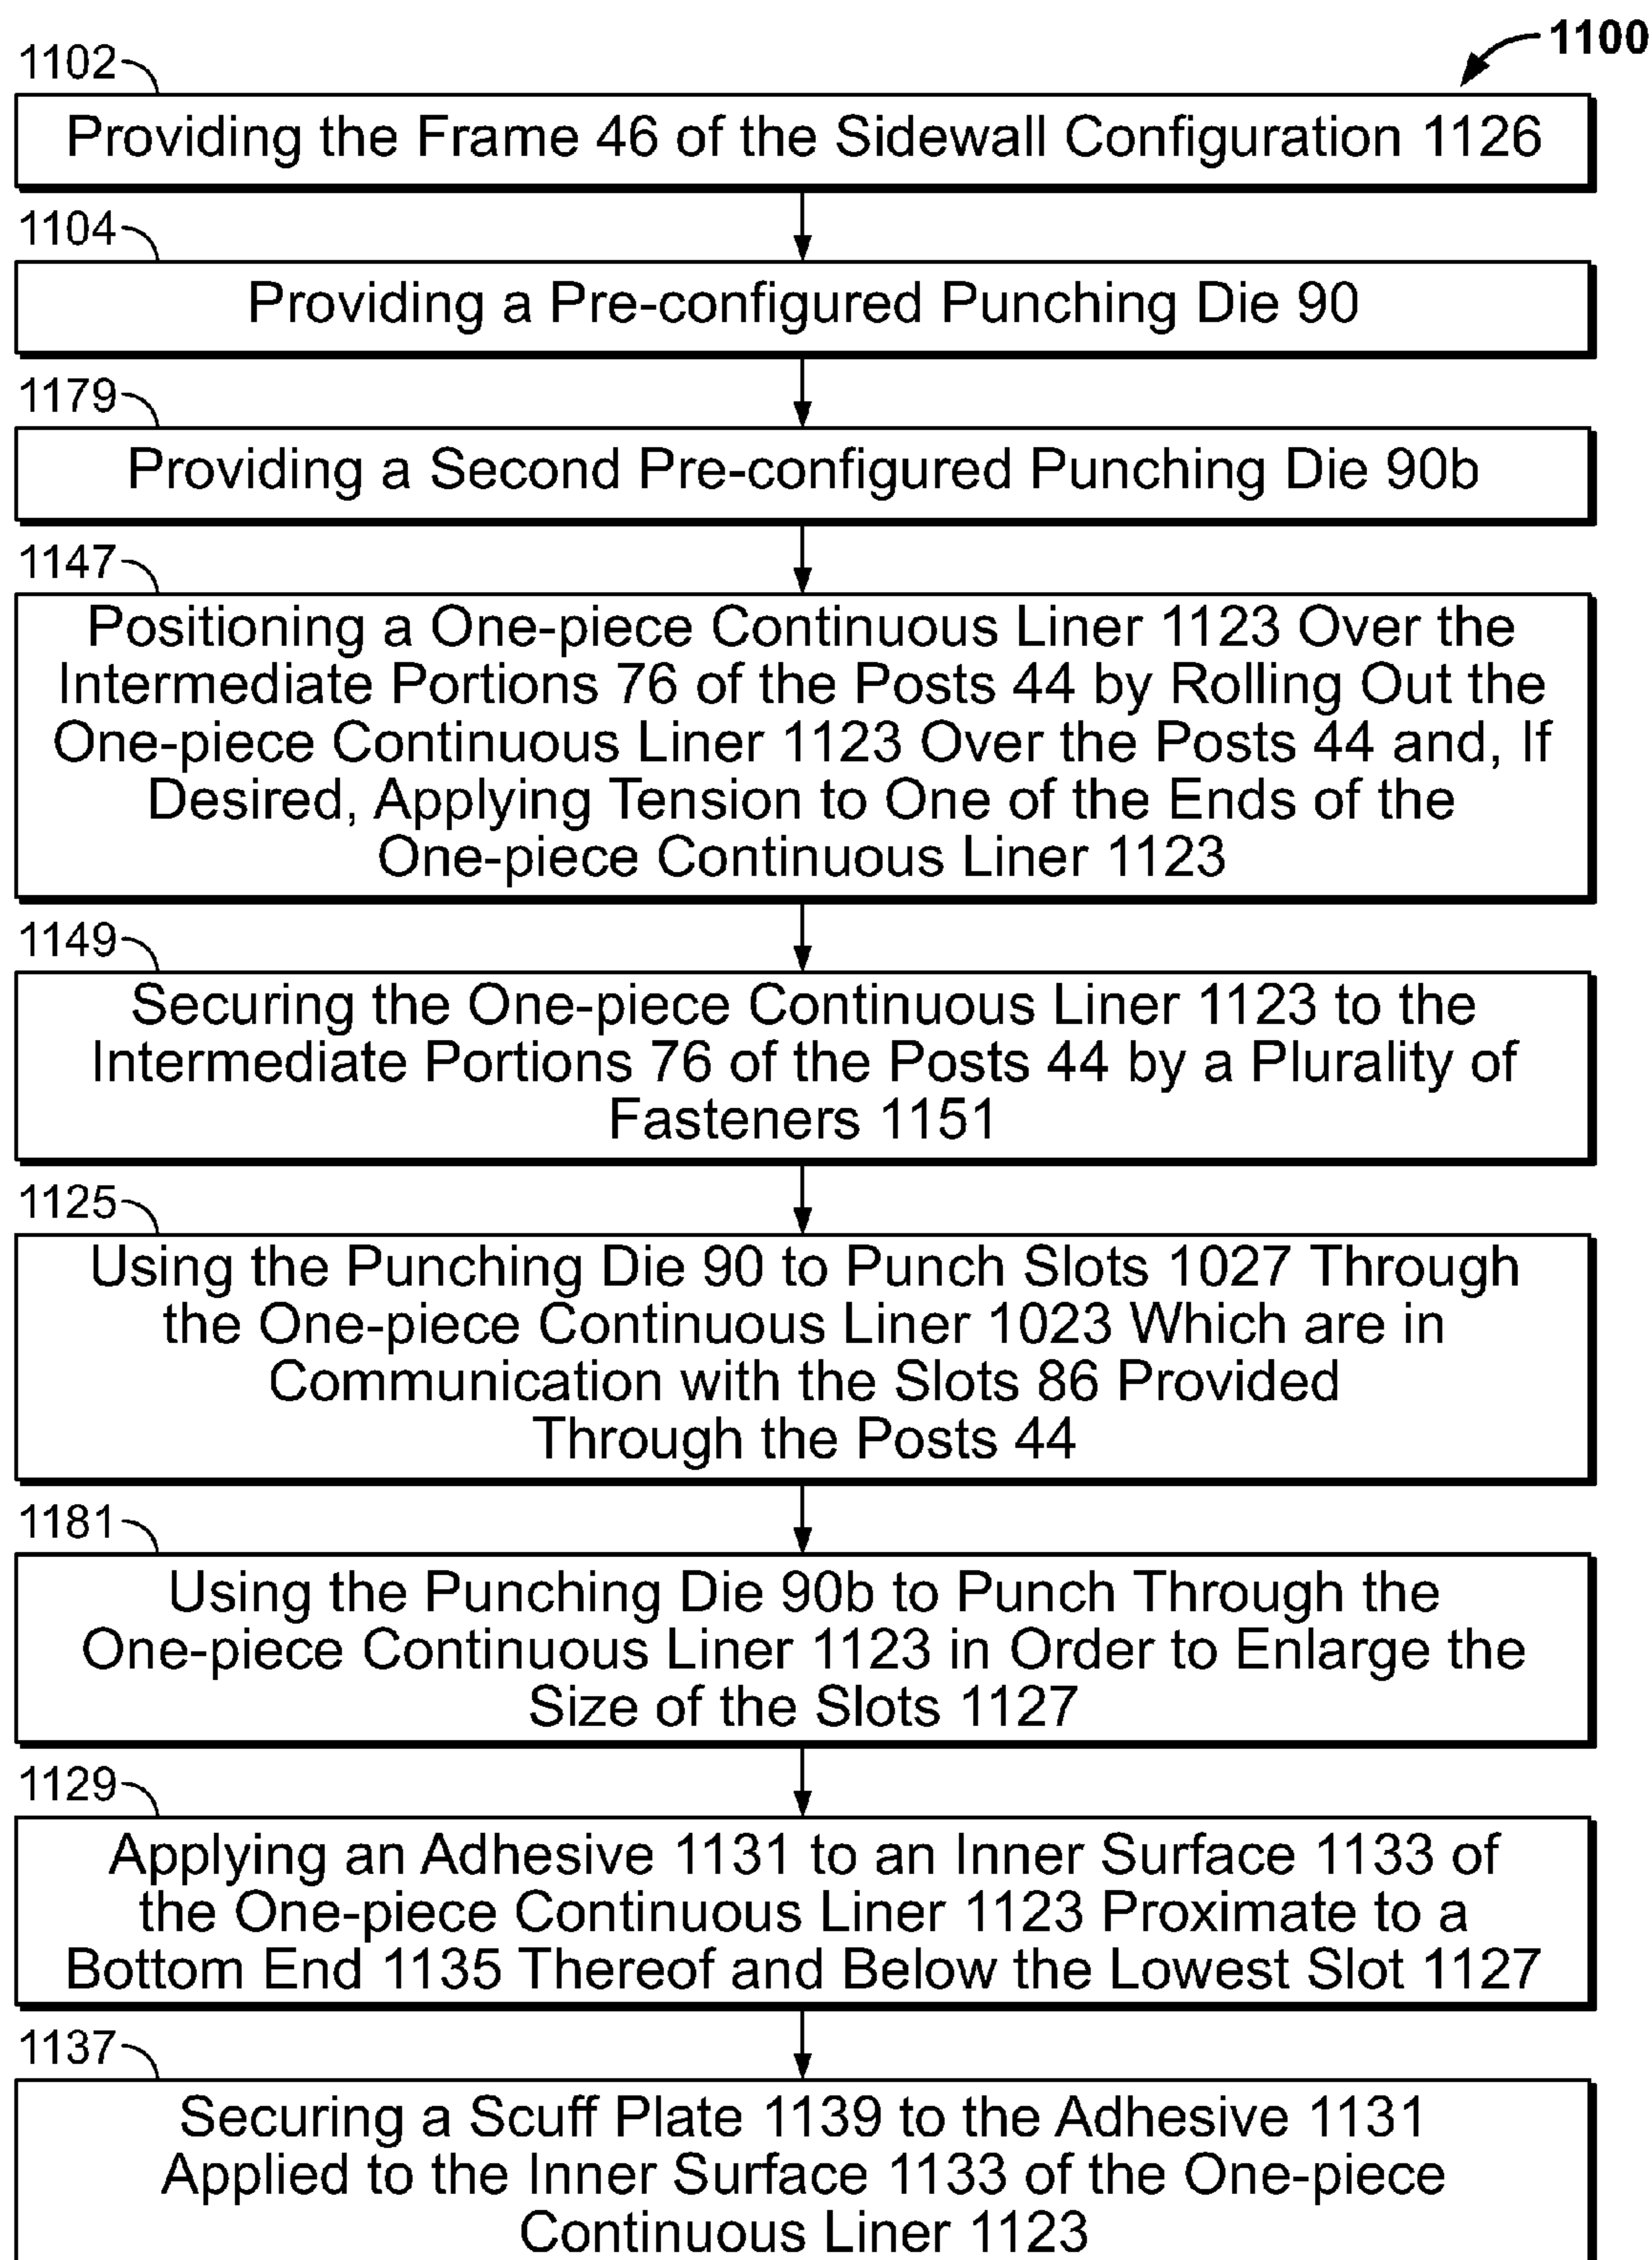 1100
1102
Providing the Frame 46 of the Sidewall Configuration 1126
1104
Providing a Pre-configured Punching Die 90
1179
Providing a Second Pre-configured Punching Die 90b
1147
Positioning a One-piece Continuous Liner 1123 Over the
Intermediate Portions 76 of the Posts 44 by Rolling Out the
One-piece Continuous Liner 1123 Over the Posts 44 and, If
Desired, Applying Tension to One of the Ends of the
One-piece Continuous Liner 1123
1149
Securing the One-piece Continuous Liner 1123 to the
Intermediate Portions 76 of the Posts 44 by a Plurality of
Fasteners 1151
1125
Using the Punching Die 90 to Punch Slots 1027 Through
the One-piece Continuous Liner 1023 Which are in
Communication with the Slots 86 Provided
Through the Posts 44
1181
Using the Punching Die 90b to Punch Through the
One-piece Continuous Liner 1123 in Order to Enlarge the
Size of the Slots 1127
1129
Applying an Adhesive 1131 to an Inner Surface 1133 of
the One-piece Continuous Liner 1123 Proximate to a
Bottom End 1135 Thereof and Below the Lowest Slot 1127
1137
Securing a Scuff Plate 1139 to the Adhesive 1131
Applied to the Inner Surface 1133 of the One-piece
Continuous Liner 1123